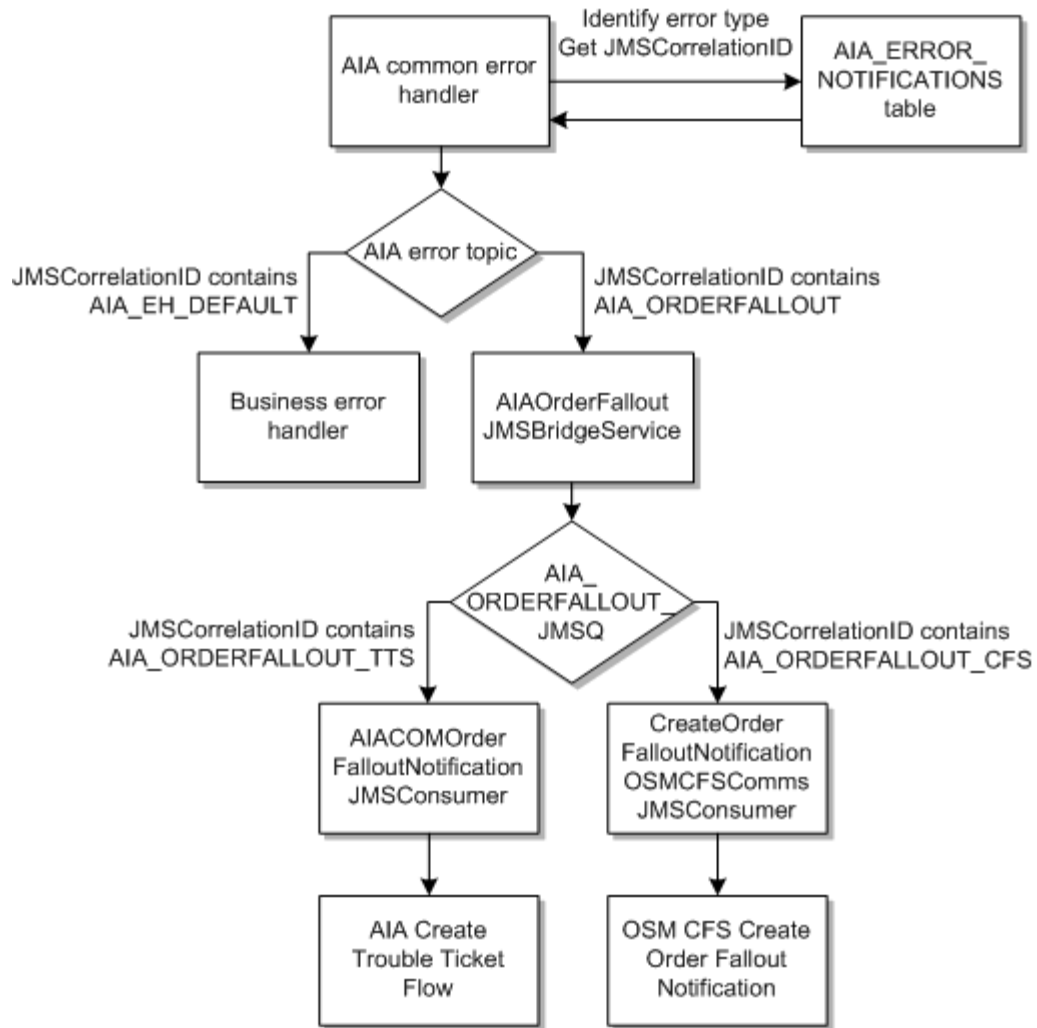 Identify error type
Get JMSCorrelationID
AIA common error
handler
AIA_ERROR_
NOTIFICATIONS
table
AIA error topic
JMSCorrelationID contains
AIA_EH_DEFAULT
JMSCorrelationID contains
AIA_ORDERFALLOUT
Business error
handler
AIAOrderFallout
JMSBridgeService
AIA_
ORDERFALLOUT_
JMSQ
JMSCorrelationID contains
AIA_ORDERFALLOUT_TTS
JMSCorrelationID contains
AIA_ORDERFALLOUT_CFS
AIACOMOrder
FalloutNotification
JMSConsumer
CreateOrder
FalloutNotification
OSMCFSComms
JMSConsumer
AIA Create
Trouble Ticket
Flow
OSM CFS Create
Order Fallout
Notification